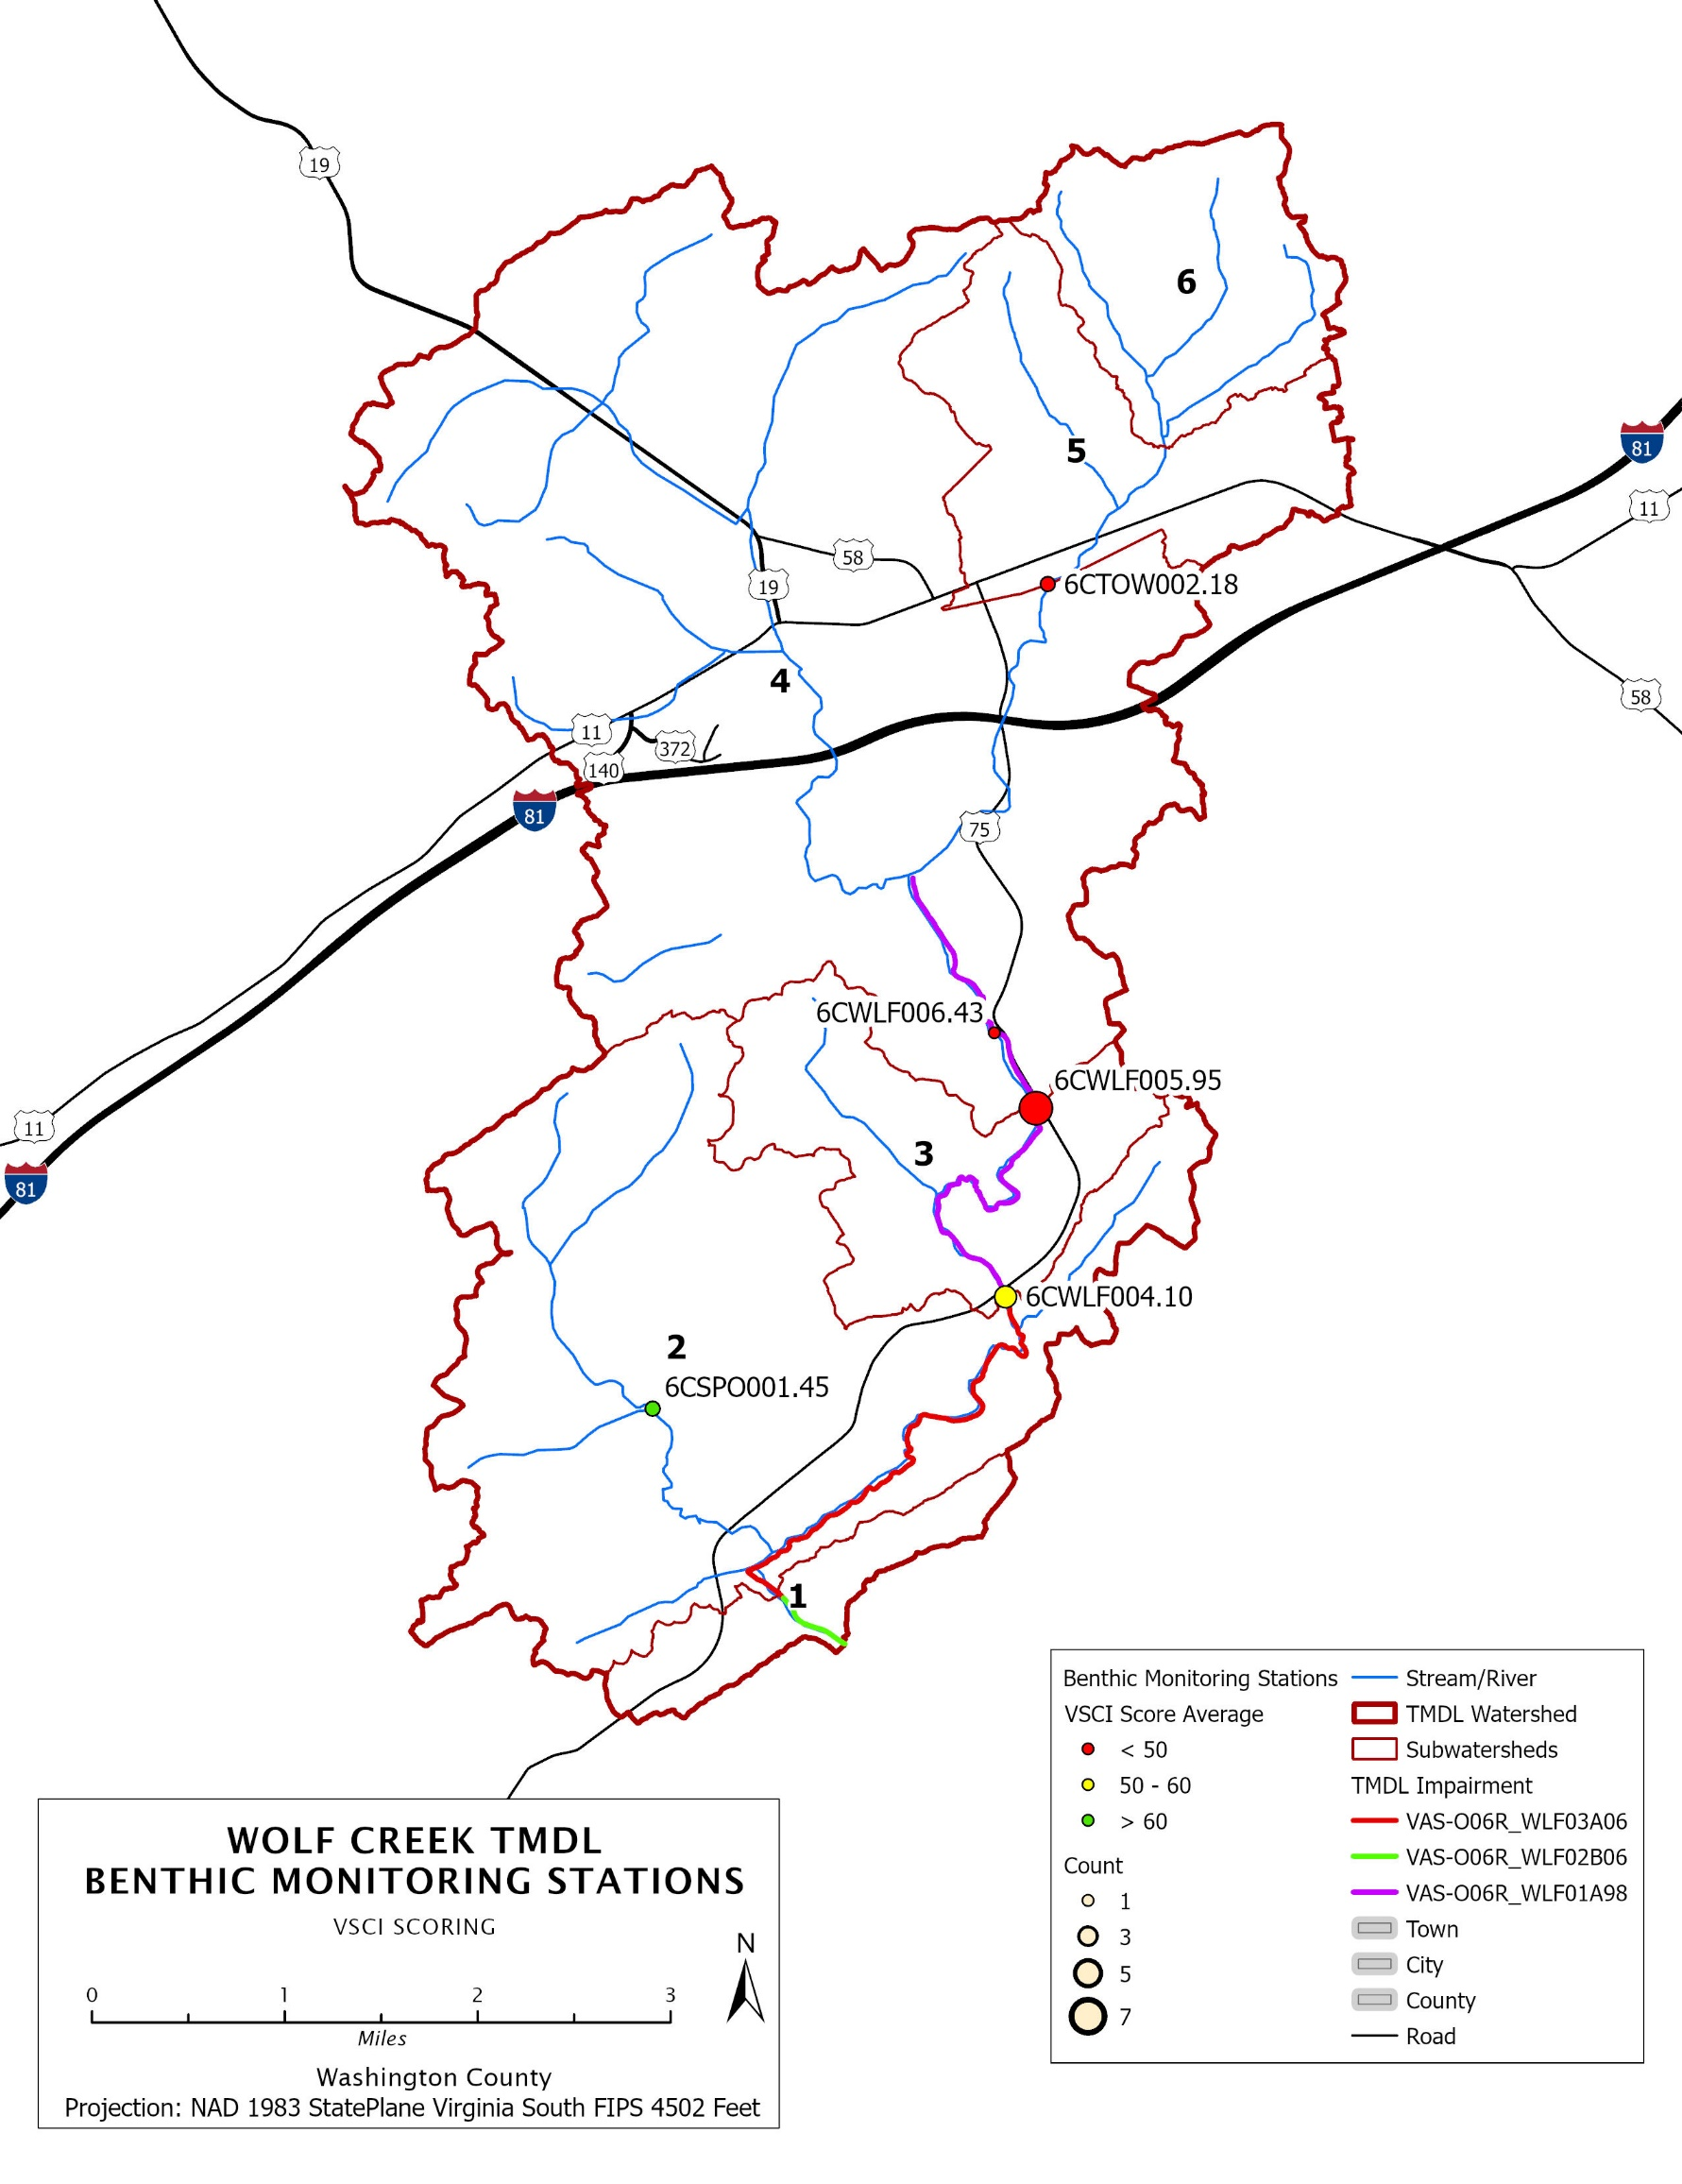 19
6
5
81
11
58
6CTOW002.18
19
4
58
11
372
140
81
75
6CWLF006.43
6CWLF005.95
11
3
81
6CWLF004.10
2
6CSPO001.45
1
WOLF CREEK TMDL
BENTHIC MONITORING STATIONS
VSCI SCORING
N
0 1 2 3
Miles
Washington County
Projection: NAD 1983 StatePlane Virginia South FIPS 4502 Feet
Benthic Monitoring Stations
VSCI Score Average
< 50
50 - 60
> 60
Count
1
3
5
7
Stream/River
TMDL Watershed
Subwatersheds
TMDL Impairment
VAS-O06R_WLF03A06
VAS-O06R_WLF02B06
VAS-O06R_WLF01A98
Town
City
County
Road